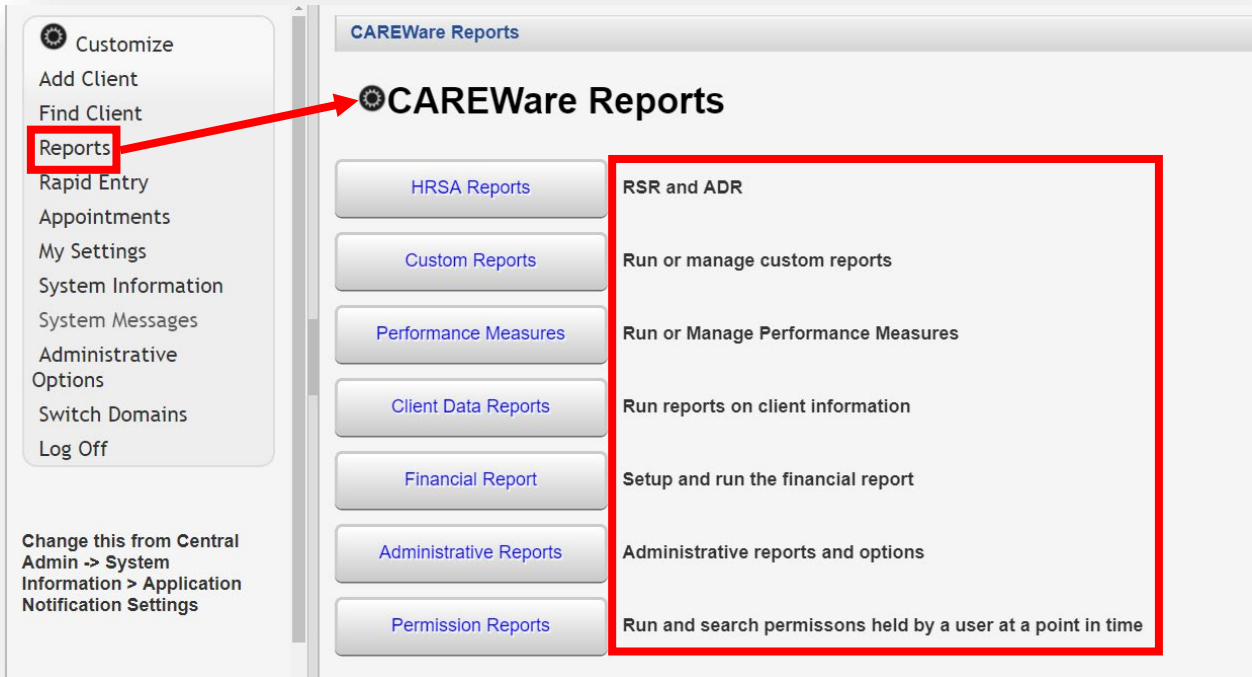 Customize
Add Client
Find Client
Reports
Rapid Entry
Appointments
My Settings
System Information
System Messages
Administrative
Options
Switch Domains
Log Off
Change this from Central
Admin -> System
Information > Application
Notification Settings
CAREWare Reports
CAREWare Reports
HRSA Reports RSR and ADR
Custom Reports Run or manage custom reports
Performance Measures Run or Manage Performance Measures
Client Data Reports Run reports on client information
Financial Report Setup and run the financial report
Administrative Reports Administrative reports and options
Permission Reports Run and search permissons held by a user at a point in time